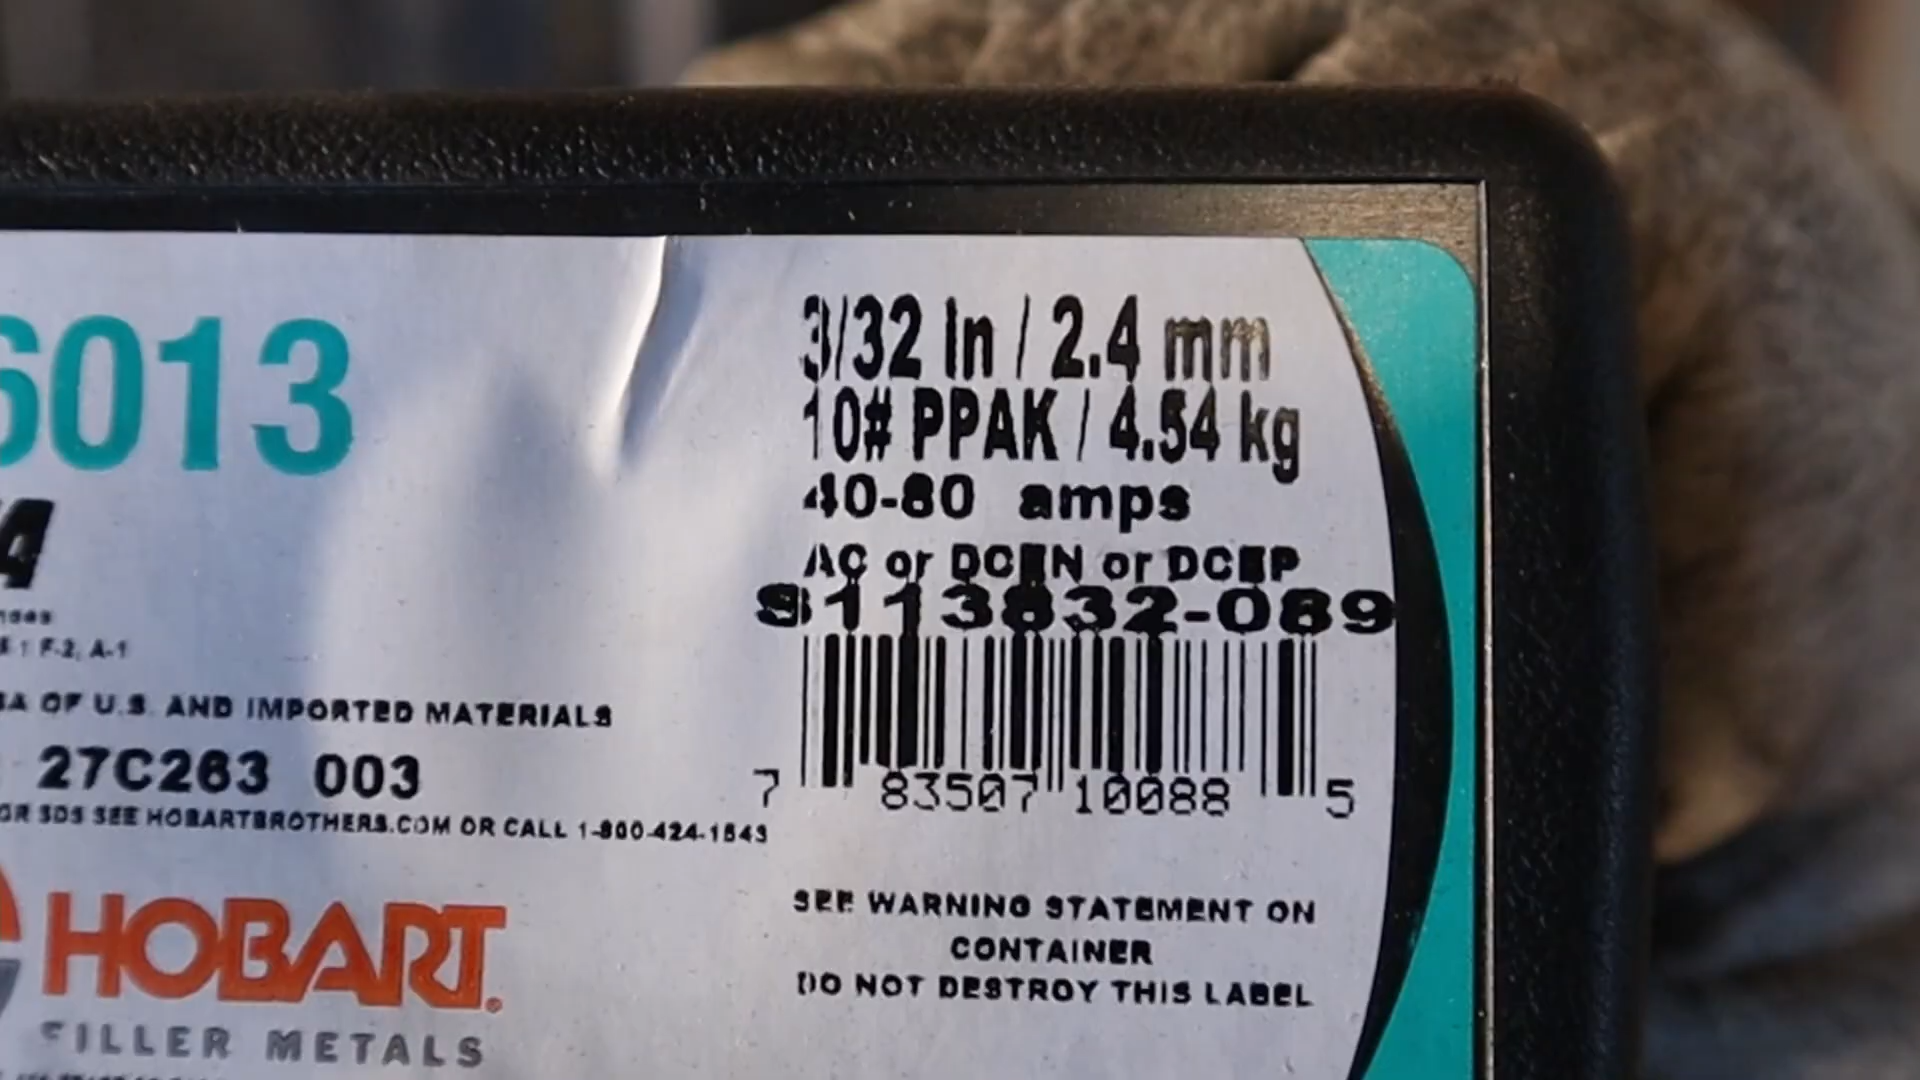 6013
3/32 In / 2.4 mm
10# PPAK / 4.54 kg
40-80 amps
AC or DCEN or DCEP
S113832-089
F-2, A-1
OF U.S. AND IMPORTED MATERIALS
27C263 003
7 83507 10088 5
SDS SEE HOBARTBROTHERS.COM OR CALL 1-800-424-1543
HOBART®
FILLER METALS
SEE WARNING STATEMENT ON
CONTAINER
DO NOT DESTROY THIS LABEL